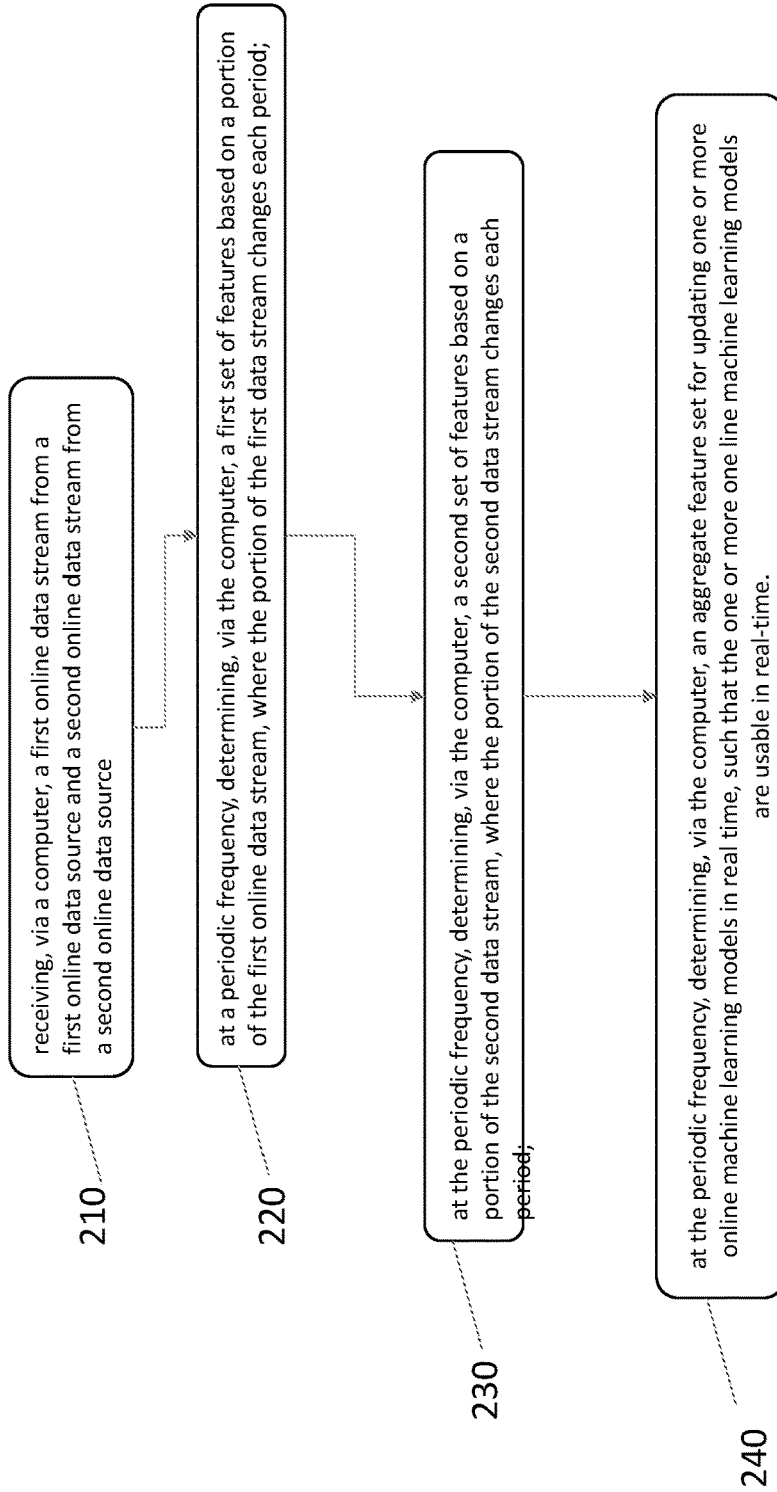 210
receiving, via a computer, a first online data stream from a
first online data source and a second online data stream from
a second online data source
220
at a periodic frequency, determining, via the computer, a first set of features based on a portion
of the first online data stream, where the portion of the first data stream changes each period;
230
at the periodic frequency, determining, via the computer, a second set of features based on a
portion of the second data stream, where the portion of the second data stream changes each
period;
240
at the periodic frequency, determining, via the computer, an aggregate feature set for updating one or more
online machine learning models in real time, such that the one or more one line machine learning models
are usable in real-time.